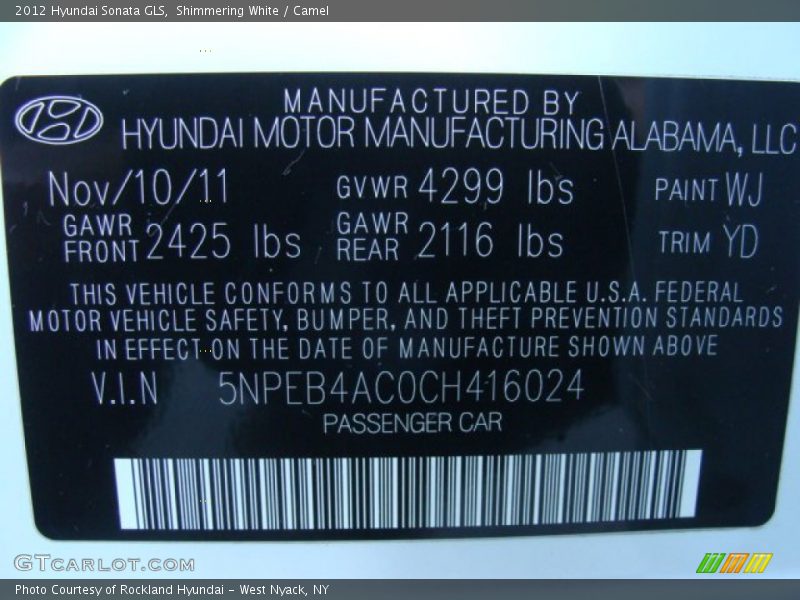 2012 Hyundai Sonata GLS, Shimmering White / Camel
MANUFACTURED BY
HYUNDAI MOTOR MANUFACTURING ALABAMA, LLC
Nov/10/11 GVWR 4299 lbs PAINT WJ
GAWR FRONT 2425 lbs GAWR REAR 2116 lbs TRIM YD
THIS VEHICLE CONFORMS TO ALL APPLICABLE U.S.A. FEDERAL
MOTOR VEHICLE SAFETY, BUMPER, AND THEFT PREVENTION STANDARDS
IN EFFECT ON THE DATE OF MANUFACTURE SHOWN ABOVE
V.I.N 5NPEB4AC0CH416024
PASSENGER CAR
GTCARLOT.COM
Photo Courtesy of Rockland Hyundai - West Nyack, NY